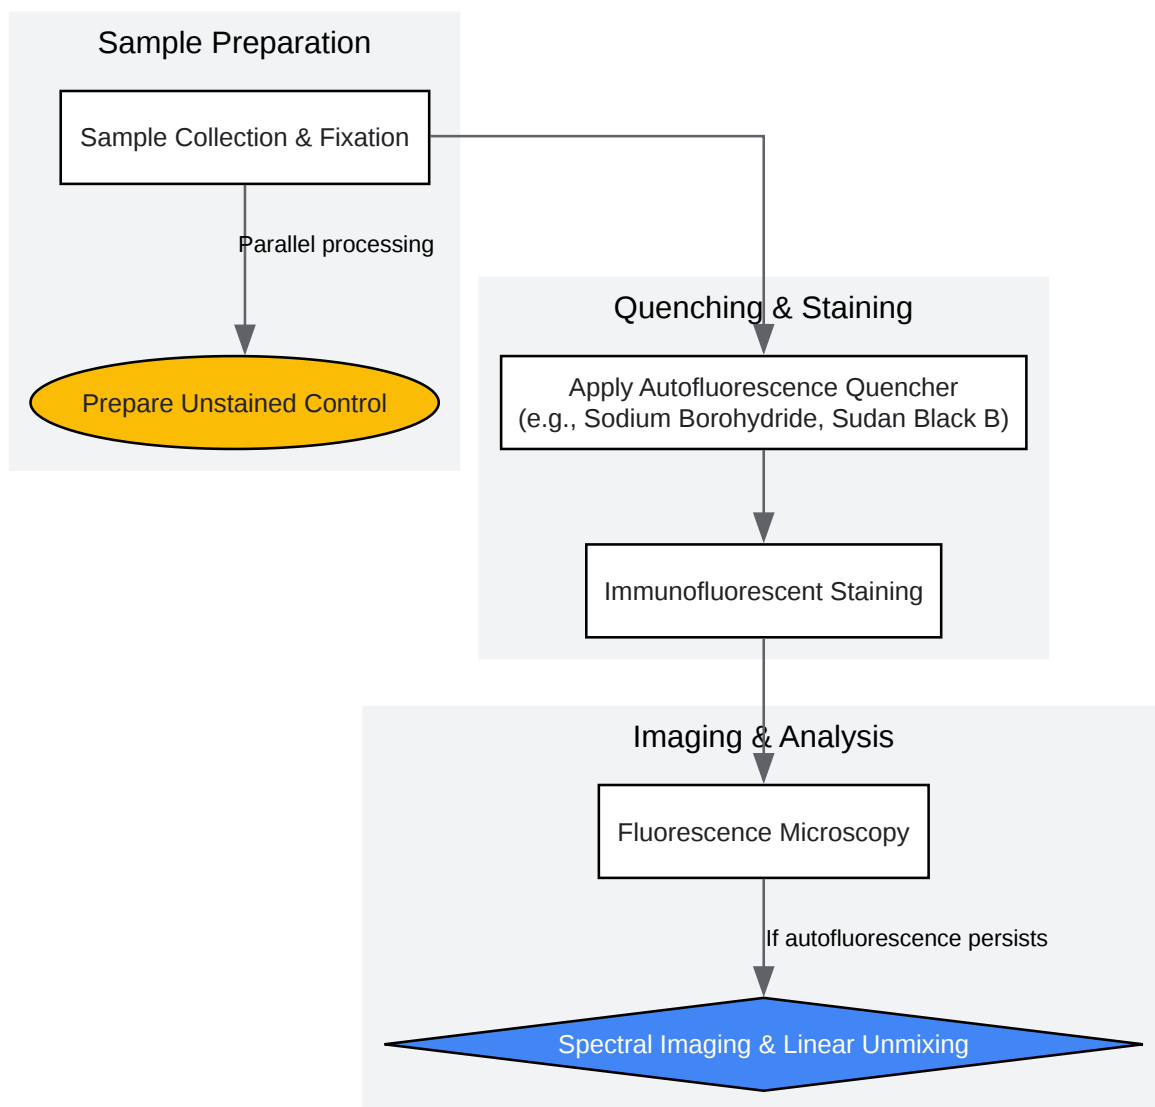 Sample Preparation
Sample Collection & Fixation
Parallel processing
Prepare Unstained Control
Quenching & Staining
Apply Autofluorescence Quencher
(e.g., Sodium Borohydride, Sudan Black B)
Immunofluorescent Staining
Imaging & Analysis
Fluorescence Microscopy
If autofluorescence persists
Spectral Imaging & Linear Unmixing